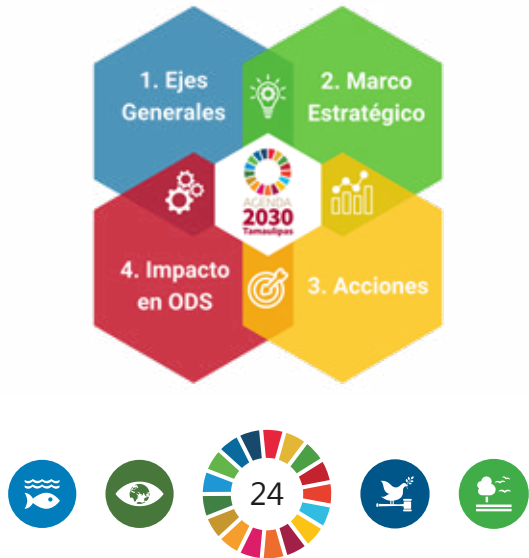 1. Ejes
Generales
2. Marco
Estratégico
AGENDA
2030
Tamaulipas
4. Impacto
en ODS
3. Acciones
24